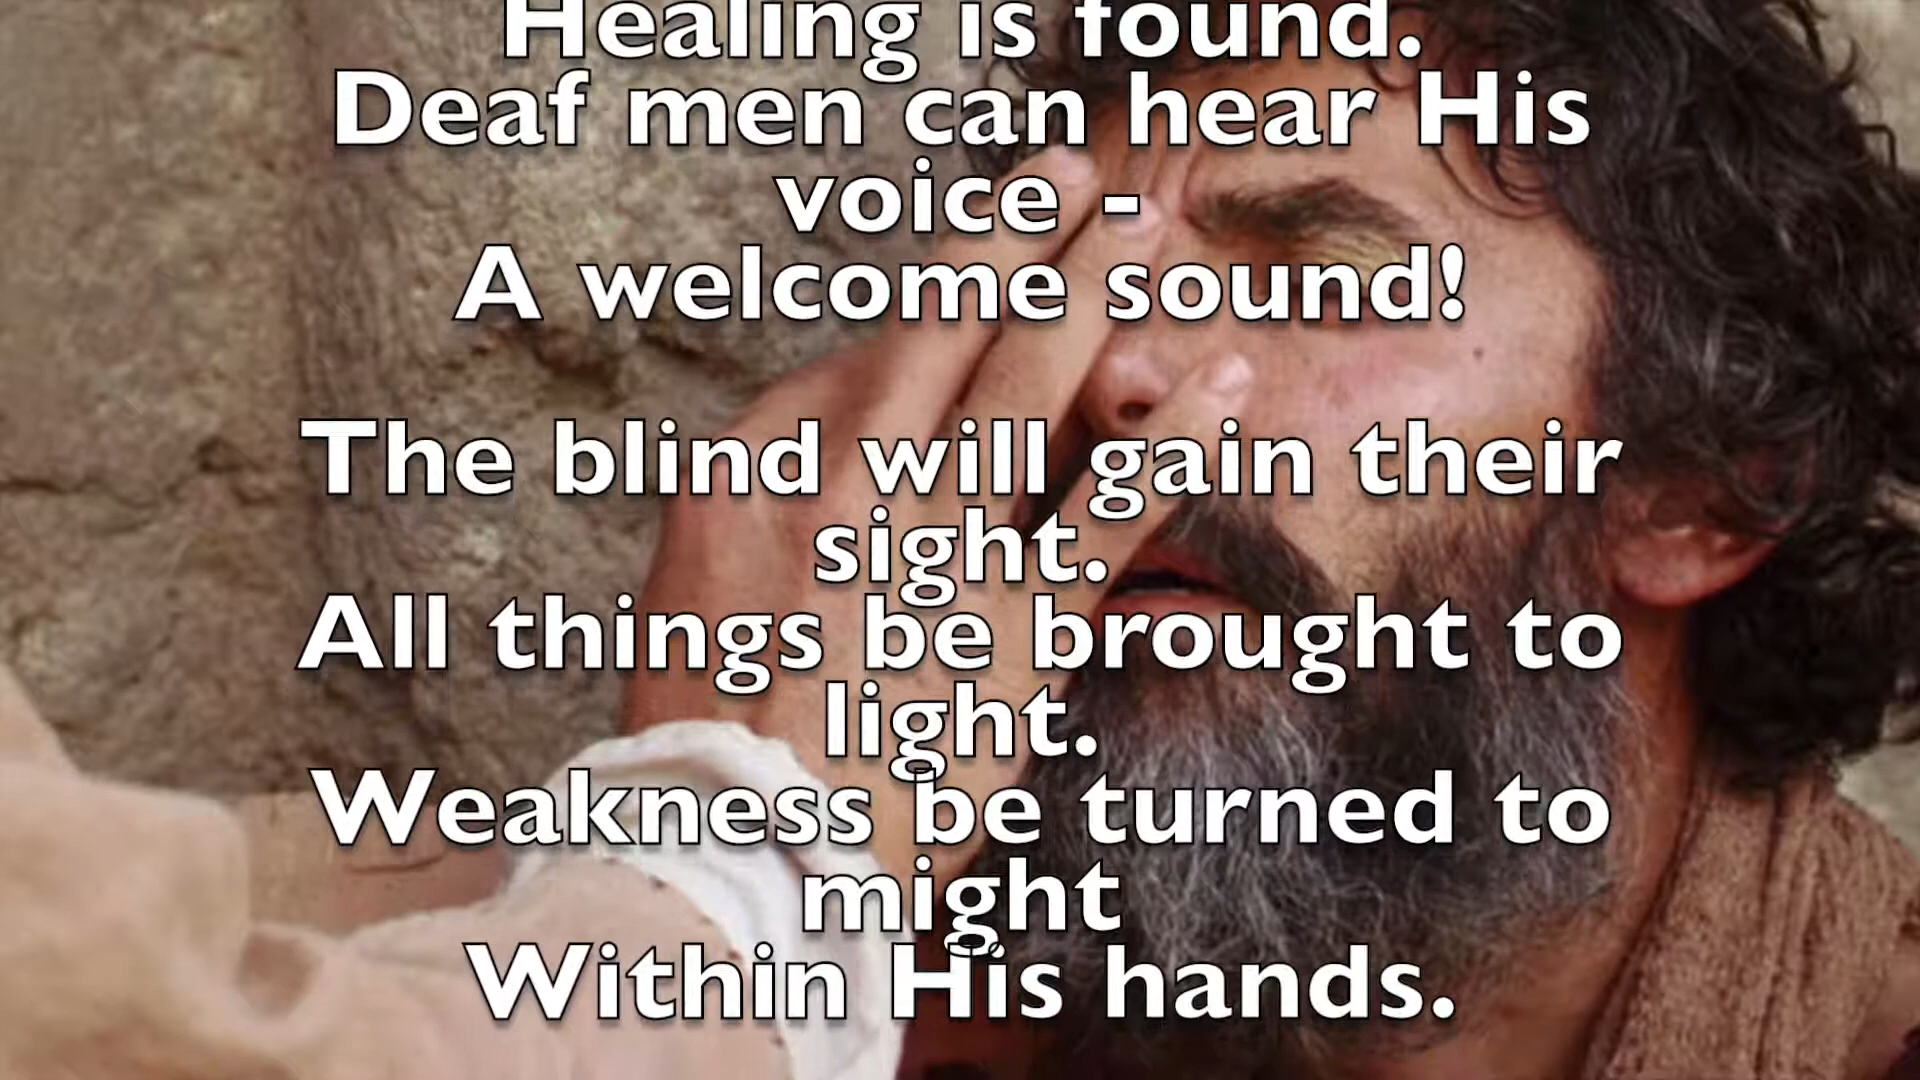 Healing is found.
Deaf men can hear His
voice -
A welcome sound!
The blind will gain their
sight.
All things be brought to
light.
Weakness be turned to
might
Within His hands.